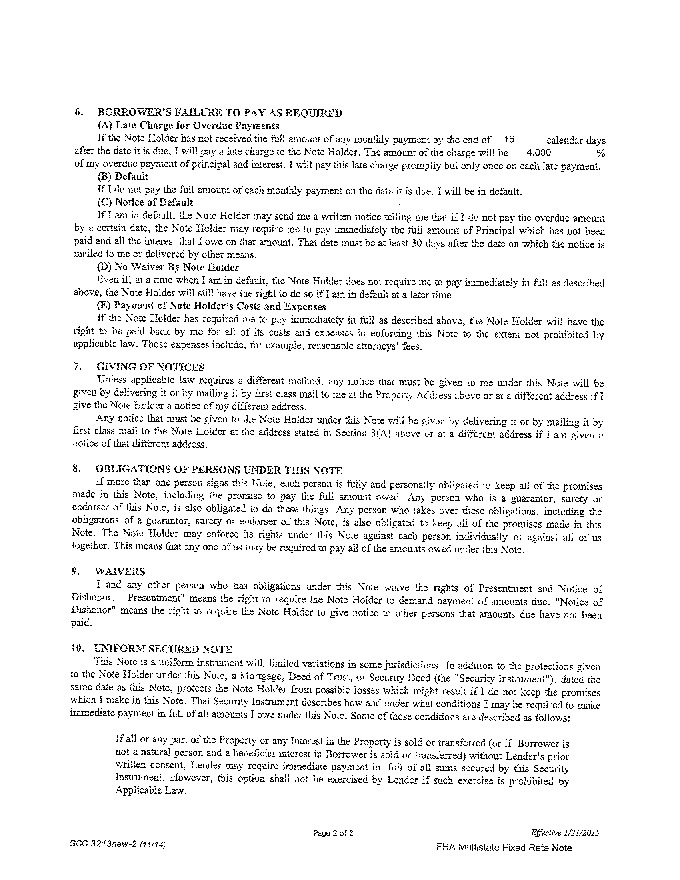 6. BORROWER'S FAILURE TO PAY AS REQUIRED
(A) Late Charge for Overdue Payments
If the Note Holder has not received the full amount of any monthly payment by the end of 15 calendar days
after the date it is due, I will pay a late charge to the Note Holder. The amount of the charge will be 4.000 %
of my overdue payment of principal and interest. I will pay this late charge promptly but only once on each late payment.
(B) Default
If I do not pay the full amount of each monthly payment on the date it is due, I will be in default.
(C) Notice of Default
If I am in default, the Note Holder may send me a written notice telling me that if I do not pay the overdue amount
by a certain date, the Note Holder may require me to pay immediately the full amount of Principal which has not been
paid and all the interest that I owe on that amount. That date must be at least 30 days after the date on which the notice is
mailed to me or delivered by other means.
(D) No Waiver By Note Holder
Even if, at a time when I am in default, the Note Holder does not require me to pay immediately in full as described
above, the Note Holder will still have the right to do so if I am in default at a later time.
(E) Payment of Note Holder's Costs and Expenses
If the Note Holder has required me to pay immediately in full as described above, the Note Holder will have the
right to be paid back by me for all of its costs and expenses in enforcing this Note to the extent not prohibited by
applicable law. Those expenses include, for example, reasonable attorneys' fees.
7. GIVING OF NOTICES
Unless applicable law requires a different method, any notice that must be given to me under this Note will be
given by delivering it or by mailing it by first class mail to me at the Property Address above or at a different address if I
give the Note Holder a notice of my different address.
Any notice that must be given to the Note Holder under this Note will be given by delivering it or by mailing it by
first class mail to the Note Holder at the address stated in Section 3(A) above or at a different address if I am given a
notice of that different address.
8. OBLIGATIONS OF PERSONS UNDER THIS NOTE
If more than one person signs this Note, each person is fully and personally obligated to keep all of the promises
made in this Note, including the promise to pay the full amount owed. Any person who is a guarantor, surety or
endorser of this Note, is also obligated to do these things. Any person who takes over these obligations, including the
obligations of a guarantor, surety or endorser of this Note, is also obligated to keep all of the promises made in this
Note. The Note Holder may enforce its rights under this Note against each person individually or against all of us
together. This means that any one of us may be required to pay all of the amounts owed under this Note.
9. WAIVERS
I and any other person who has obligations under this Note waive the rights of Presentment and Notice of
Dishonor. "Presentment" means the right to require the Note Holder to demand payment of amounts due. "Notice of
Dishonor" means the right to require the Note Holder to give notice to other persons that amounts due have not been
paid.
10. UNIFORM SECURED NOTE
This Note is a uniform instrument with limited variations in some jurisdictions. In addition to the protections given
to the Note Holder under this Note, a Mortgage, Deed of Trust, or Security Deed (the "Security Instrument"), dated the
same date as this Note, protects the Note Holder from possible losses which might result if I do not keep the promises
which I make in this Note. That Security Instrument describes how and under what conditions I may be required to make
immediate payment in full of all amounts I owe under this Note. Some of those conditions are described as follows:
If all or any part of the Property or any Interest in the Property is sold or transferred (or if Borrower is
not a natural person and a beneficial interest in Borrower is sold or transferred) without Lender's prior
written consent, Lender may require immediate payment in full of all sums secured by this Security
Instrument. However, this option shall not be exercised by Lender if such exercise is prohibited by
Applicable Law.
Page 2 of 2
FHA Multistate Fixed Rate Note